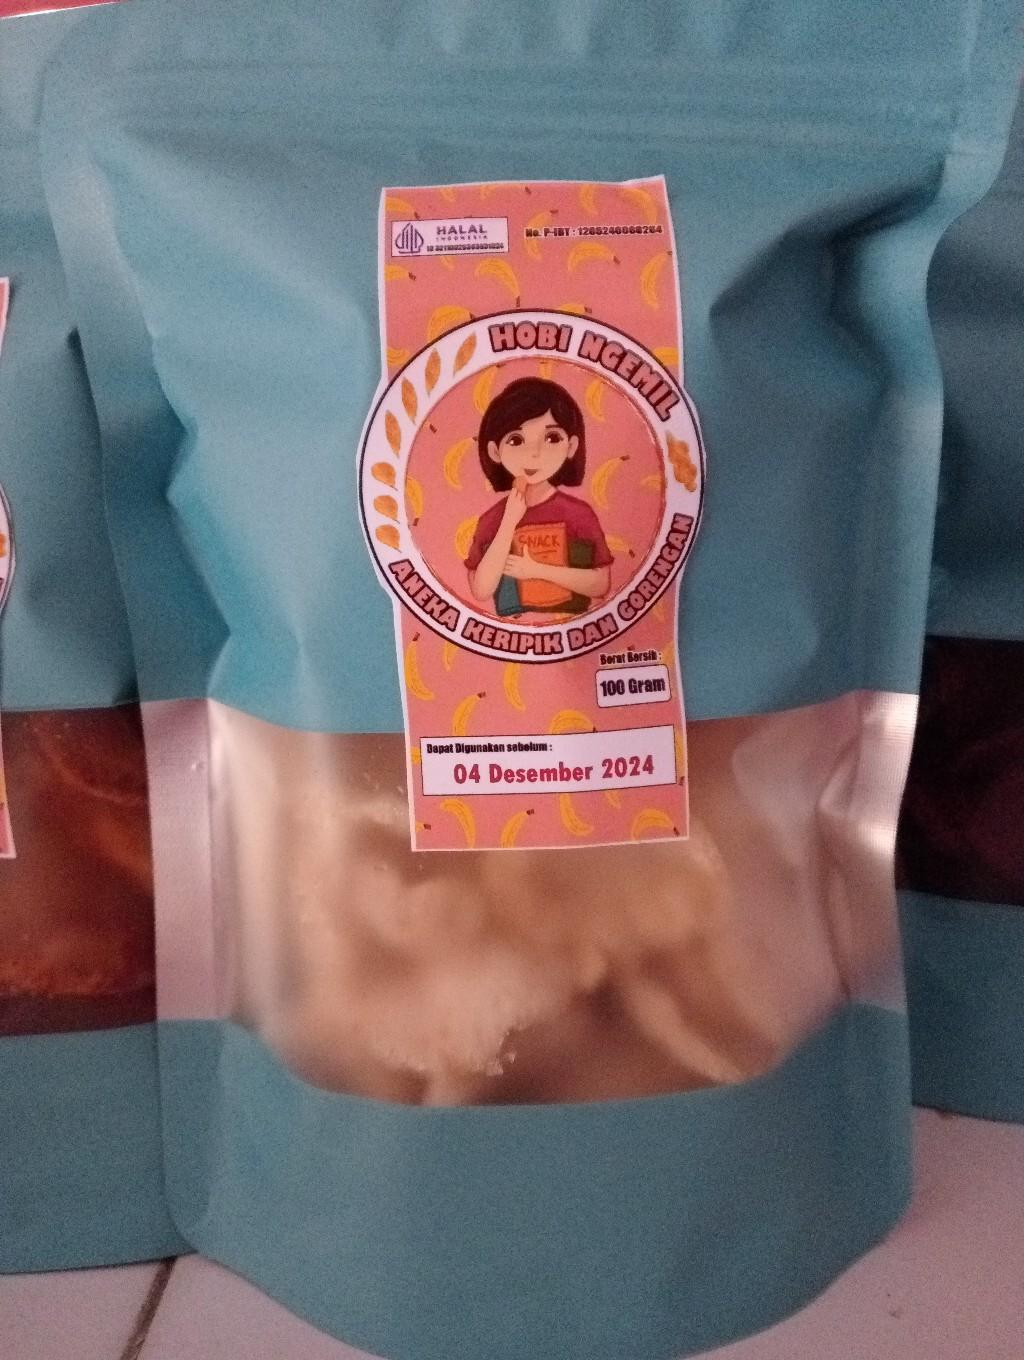 HALAL
INDONESIA
No. P-IRT :
HOBI NGEMIL
SNACK
ANEKA KERIPIK DAN GORENGAN
Berat Bersih :
100 Gram
Dapat Digunakan sebelum :
04 Desember 2024